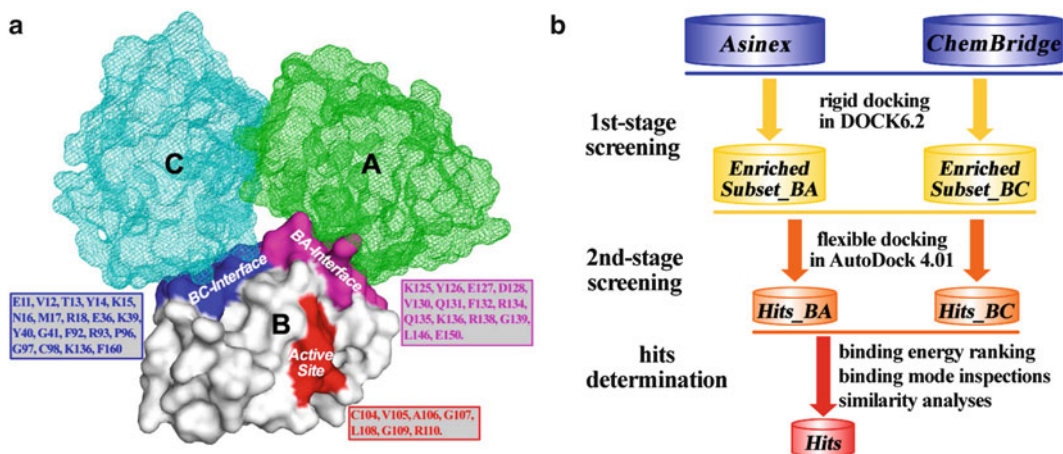 a
C
A
BC-Interface
BA-Interface
B
Active
Site
E11, V12, T13, Y14, K15,
N16, M17, R18, E36, K39,
Y40, G41, F92, R93, P96,
G97, C98, K136, F160
K125, Y126, E127, D128,
V130, Q131, F132, R134,
Q135, K136, R138, G139,
L146, E150.
C104, V105, A106, G107,
L108, G109, R110.
b
Asinex
ChemBridge
rigid docking
in DOCK6.2
1st-stage
screening
Enriched
Subset_BA
Enriched
Subset_BC
flexible docking
in AutoDock 4.01
2nd-stage
screening
Hits_BA
Hits_BC
hits
determination
binding energy ranking
binding mode inspections
similarity analyses
Hits